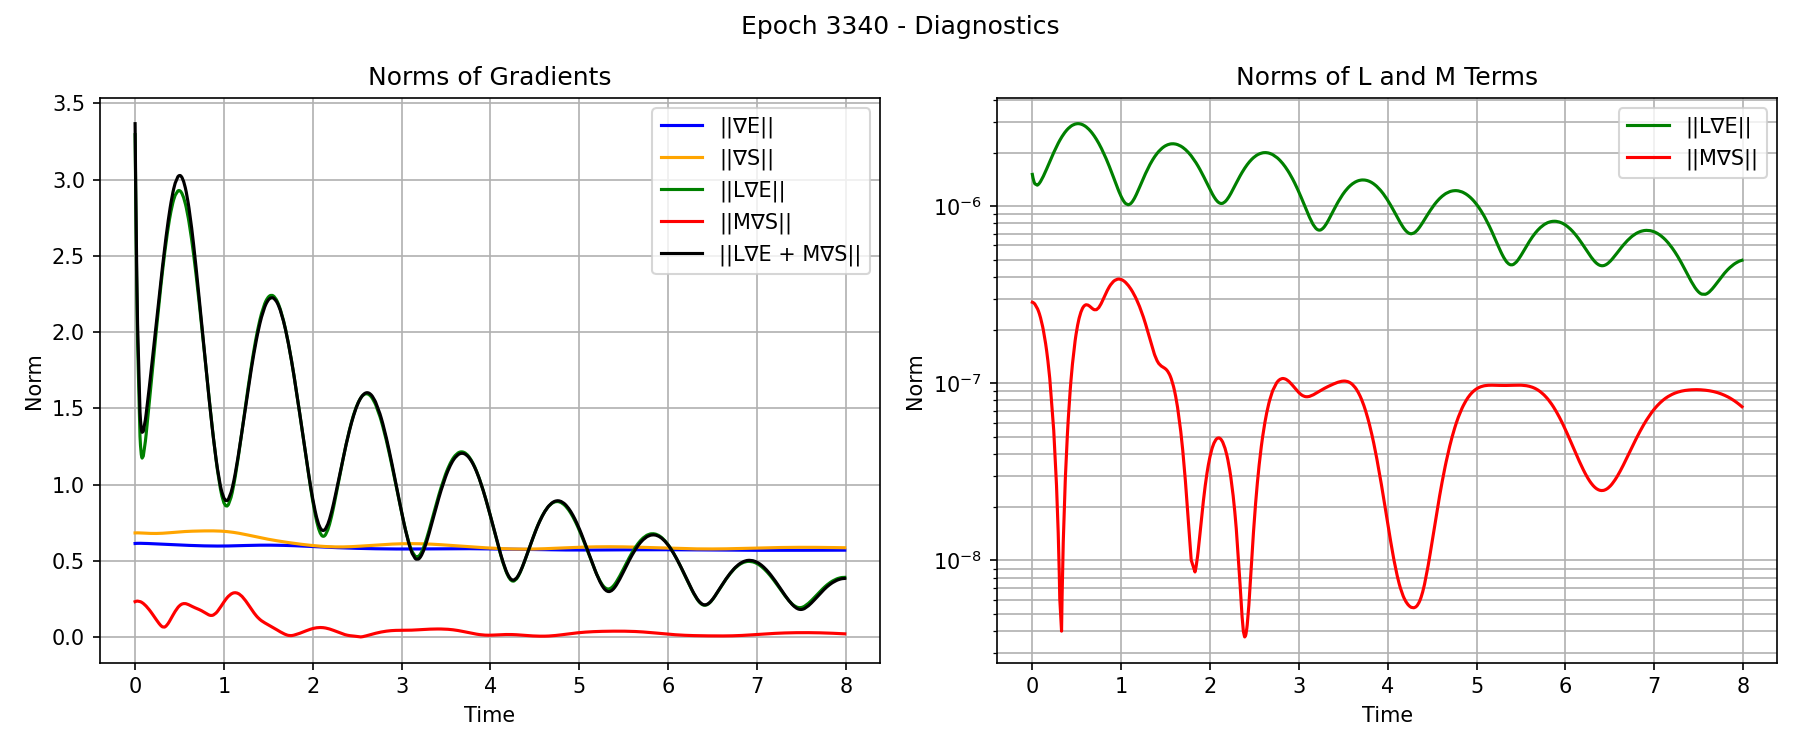 Epoch 3340 - Diagnostics
Norms of Gradients
Norm
3.5
3.0
2.5
2.0
1.5
1.0
0.5
0.0
||∇E||
||∇S||
||L∇E||
||M∇S||
||L∇E + M∇S||
0 1 2 3 4 5 6 7 8
Time
Norms of L and M Terms
Norm
10⁻⁶
10⁻⁷
10⁻⁸
||L∇E||
||M∇S||
0 1 2 3 4 5 6 7 8
Time